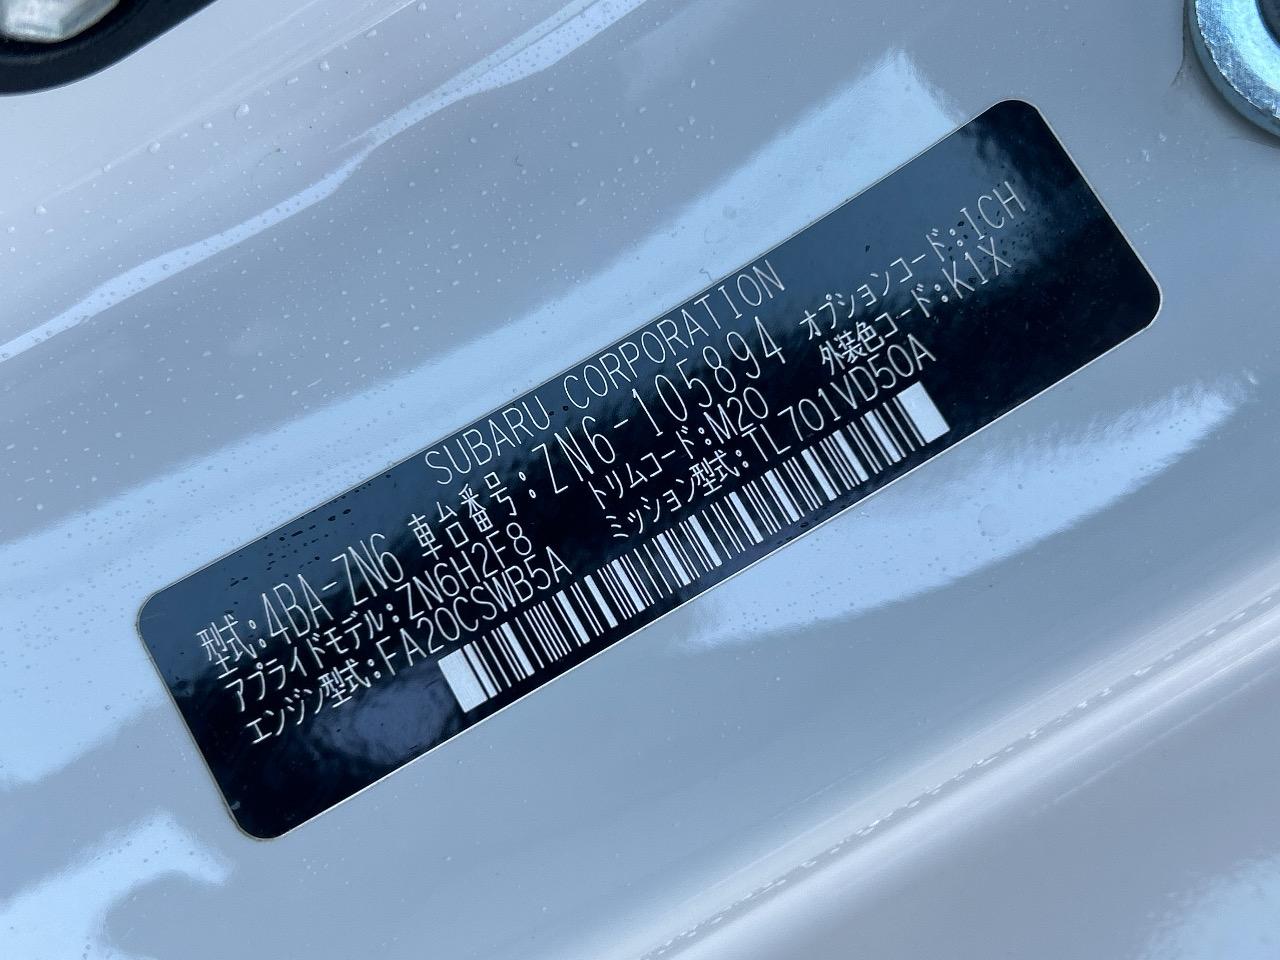 SUBARU CORPORATION
型式:4BA-ZN6 車台番号:ZN6-105894 オプションコード:ICH
アプライドモデル:ZN6H2F8 トリムコード:M20 外装色コード:K1X
エンジン型式:FA20CSWB5A ミッション型式:TL701VD50A